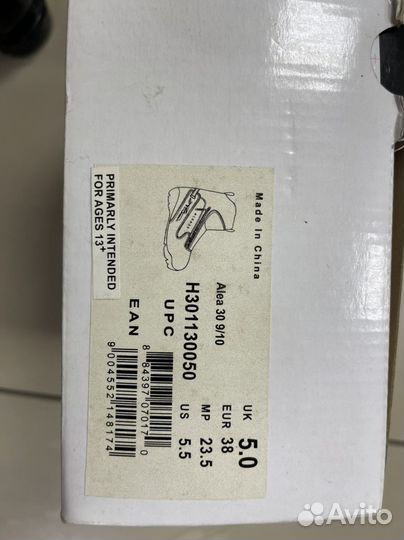 Made In China
Alea 30 9/10
H301130050
UPC
8 84397 07017 0
EAN
9 004552 148174
UK 5.0
EUR 38
MP 23.5
US 5.5
PRIMARLY INTENDED
FOR AGES 13+
Avito